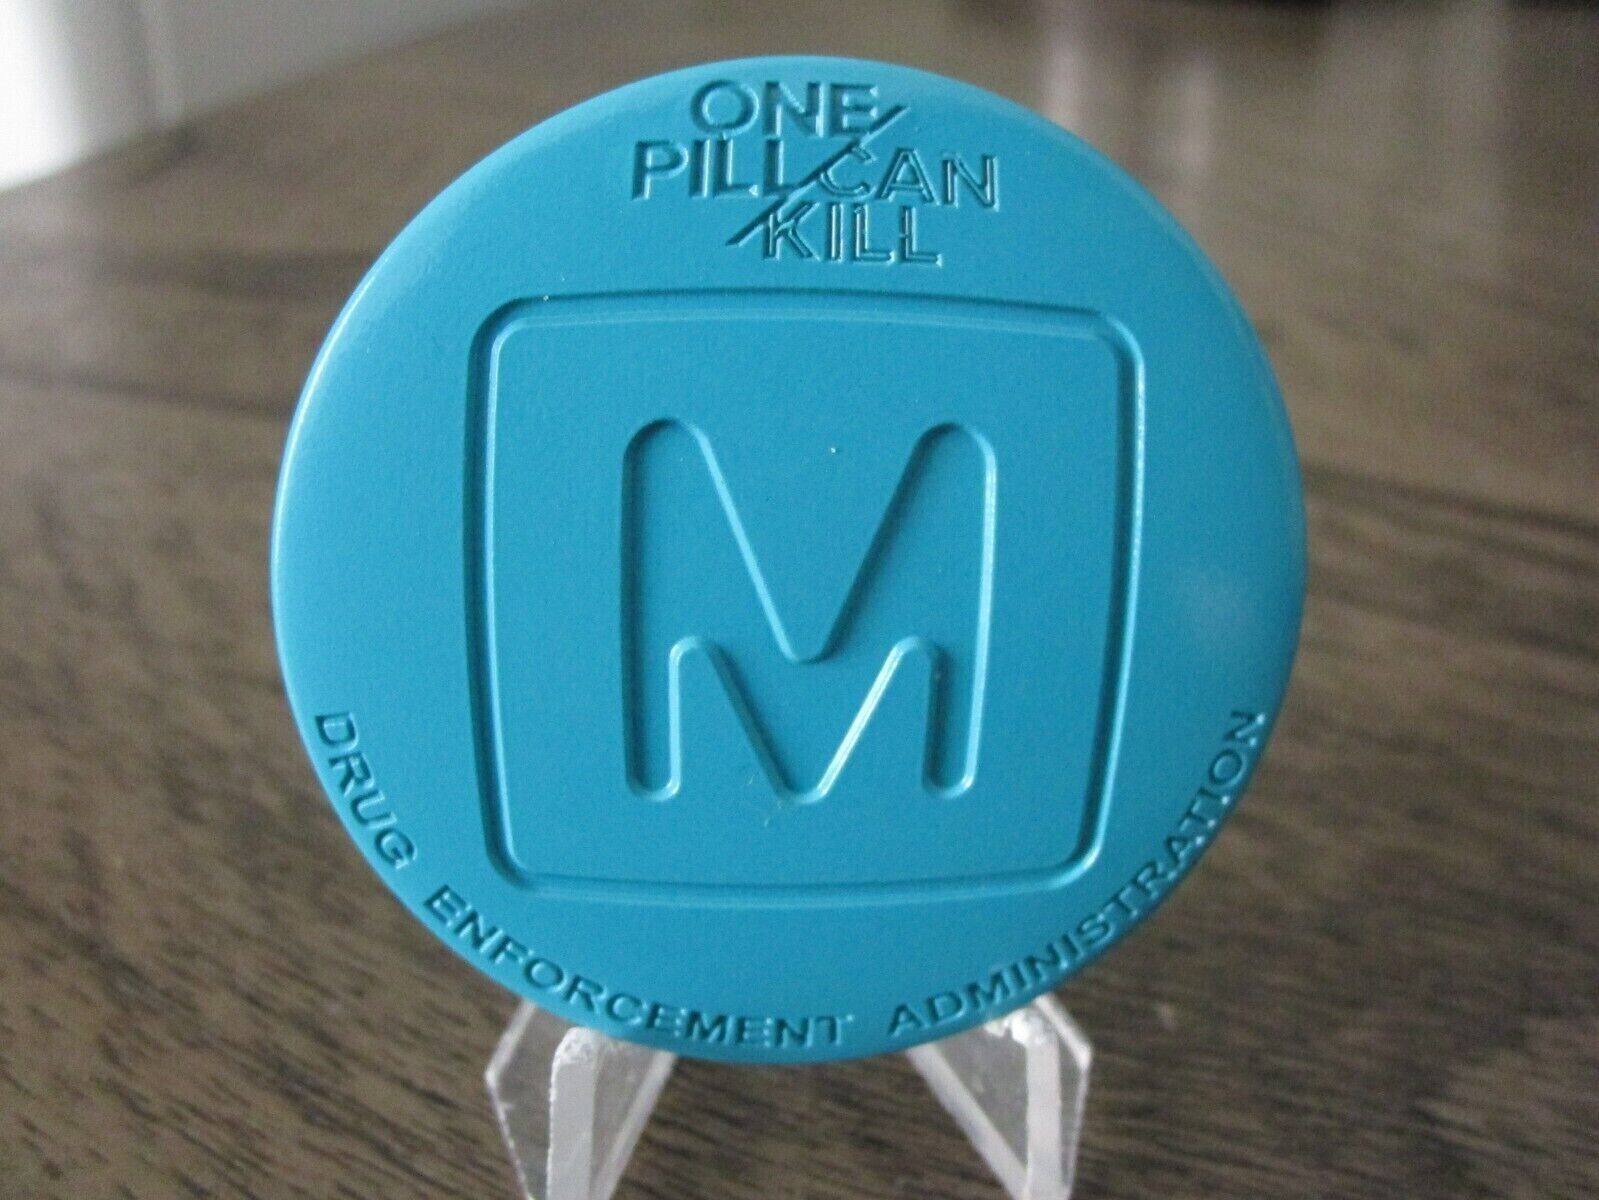 ONE
PILL CAN
KILL
M
DRUG ENFORCEMENT ADMINISTRATION